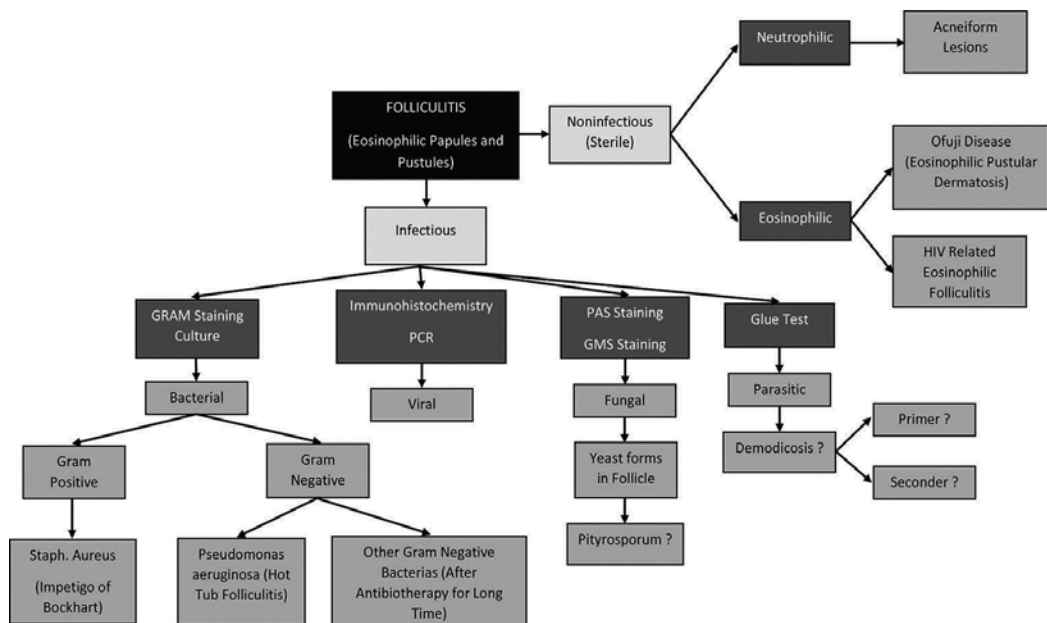 FOLLICULITIS
(Eosinophilic Papules and
Pustules)
Noninfectious
(Sterile)
Neutrophilic
Acneiform
Lesions
Eosinophilic
Ofuji Disease
(Eosinophilic Pustular
Dermatosis)
HIV Related
Eosinophilic
Folliculitis
Infectious
GRAM Staining
Culture
Immunohistochemistry
PCR
PAS Staining
GMS Staining
Glue Test
Bacterial
Viral
Fungal
Parasitic
Gram
Positive
Gram
Negative
Yeast forms
in Follicle
Demodicosis ?
Primer ?
Seconder ?
Staph. Aureus
(Impetigo of
Bockhart)
Pseudomonas
aeruginosa (Hot
Tub Folliculitis)
Other Gram Negative
Bacterias (After
Antibiotherapy for Long
Time)
Pityrosporum ?